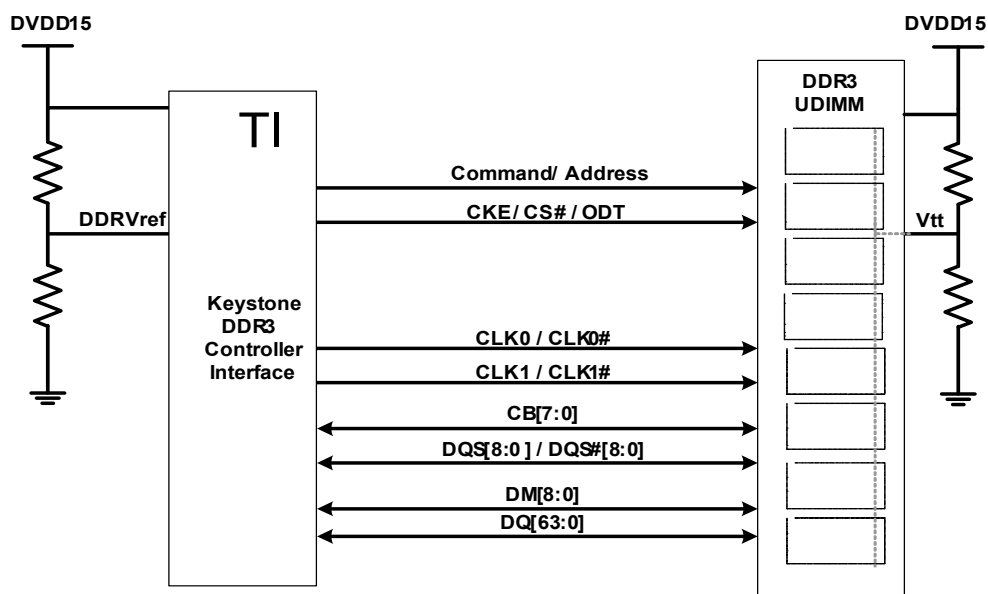 DVDD15
DVDD15
TI
DDR3
UDIMM
Command/ Address
CKE/ CS# / ODT
DDRVref
Vtt
Keystone
DDR3
Controller
Interface
CLK0 / CLK0#
CLK1 / CLK1#
CB[7:0]
DQS[8:0] / DQS#[8:0]
DM[8:0]
DQ[63:0]